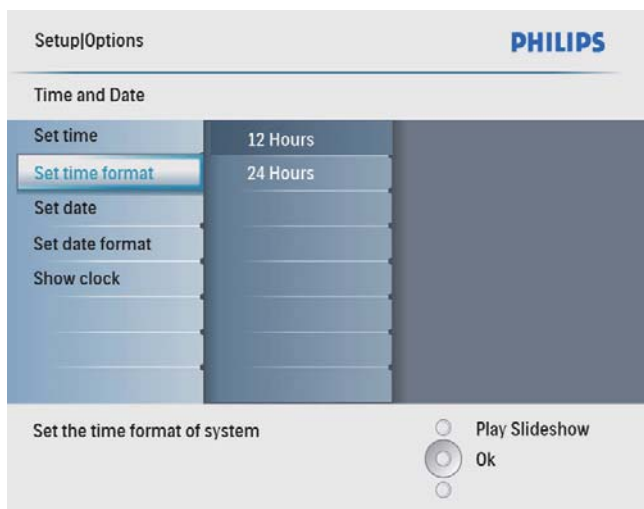 Setup|Options
PHILIPS
Time and Date
Set time
Set time format
Set date
Set date format
Show clock
12 Hours
24 Hours
Set the time format of system
Play Slideshow
Ok